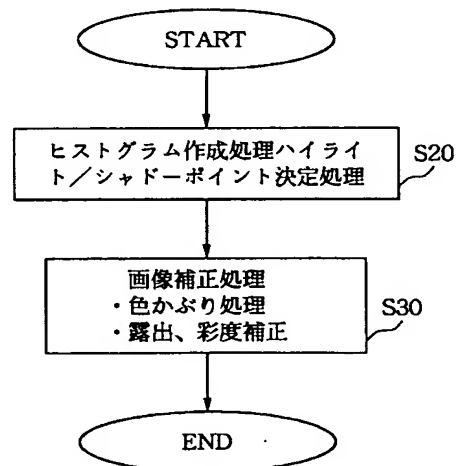 START
ヒストグラム作成処理ハイライ
ト／シャドーポイント決定処理
S20
画像補正処理
・色かぶり処理
・露出、彩度補正
S30
END